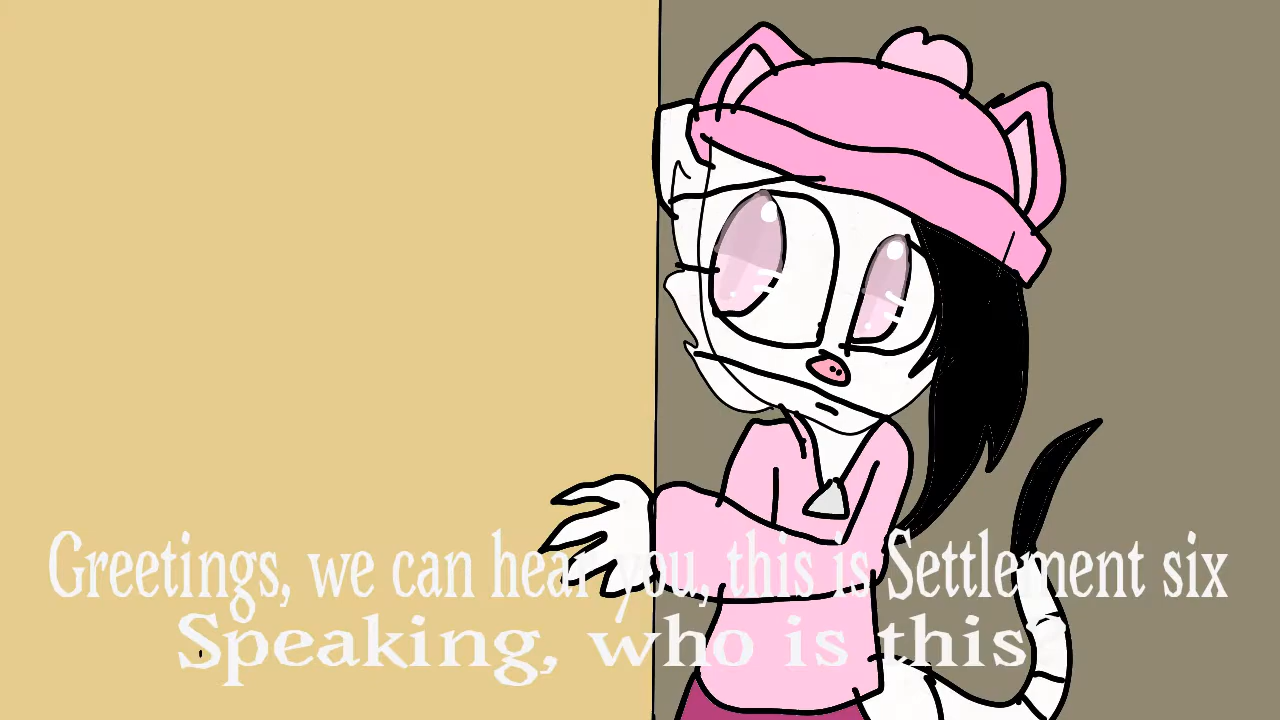 Greetings, we can hear you, this is Settlement six
Speaking, who is this